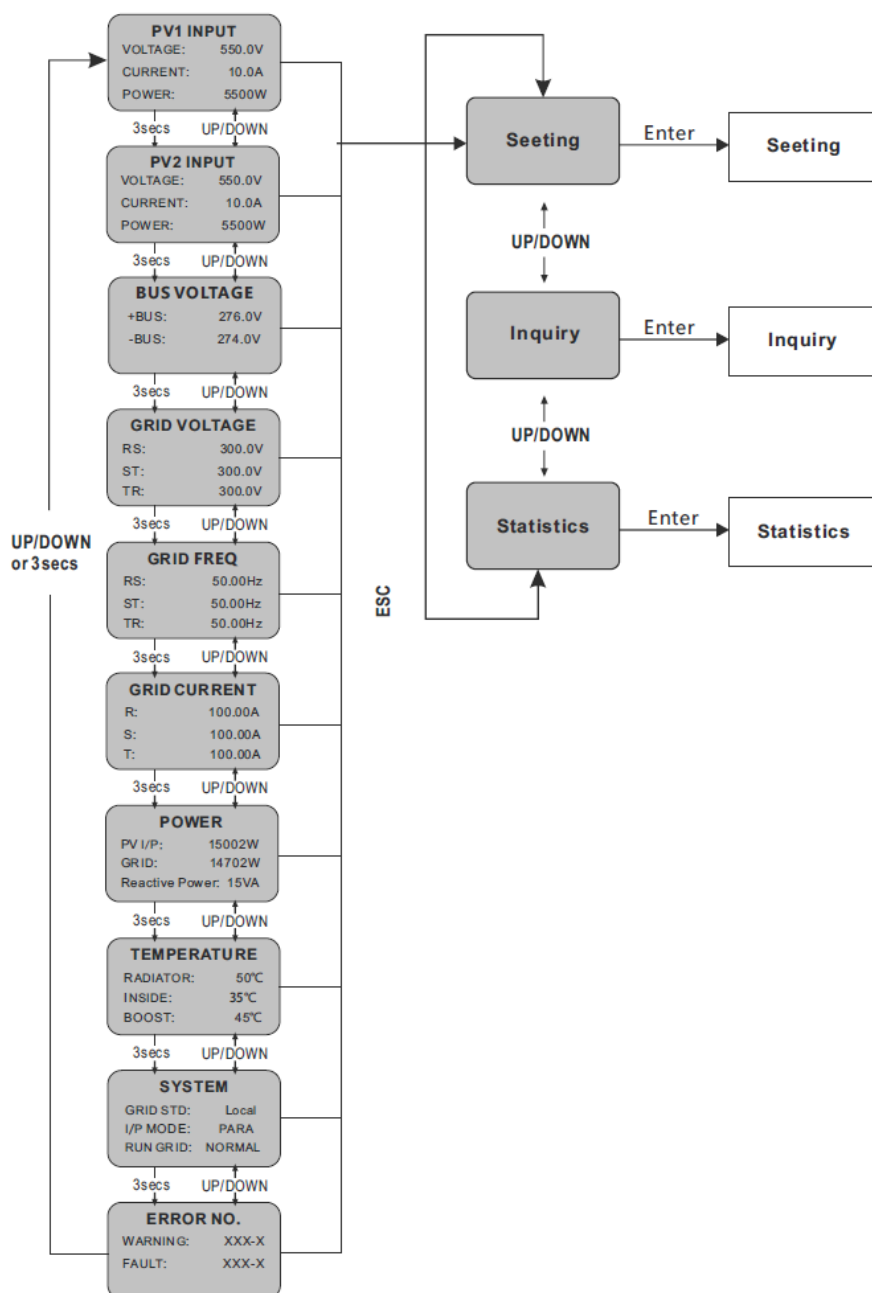 PV1 INPUT
VOLTAGE: 550.0V
CURRENT: 10.0A
POWER: 5500W
3secs UP/DOWN
PV2 INPUT
VOLTAGE: 550.0V
CURRENT: 10.0A
POWER: 5500W
3secs UP/DOWN
BUS VOLTAGE
+BUS: 276.0V
-BUS: 274.0V
3secs UP/DOWN
GRID VOLTAGE
RS: 300.0V
ST: 300.0V
TR: 300.0V
3secs UP/DOWN
GRID FREQ
RS: 50.00Hz
ST: 50.00Hz
TR: 50.00Hz
3secs UP/DOWN
GRID CURRENT
R: 100.00A
S: 100.00A
T: 100.00A
3secs UP/DOWN
POWER
PV I/P: 15002W
GRID: 14702W
Reactive Power: 15VA
3secs UP/DOWN
TEMPERATURE
RADIATOR: 50℃
INSIDE: 35℃
BOOST: 45℃
3secs UP/DOWN
SYSTEM
GRID STD: Local
I/P MODE: PARA
RUN GRID: NORMAL
3secs UP/DOWN
ERROR NO.
WARNING: XXX-X
FAULT: XXX-X
UP/DOWN
or 3secs
ESC
Seeting
Enter
Seeting
UP/DOWN
Inquiry
Enter
Inquiry
UP/DOWN
Statistics
Enter
Statistics